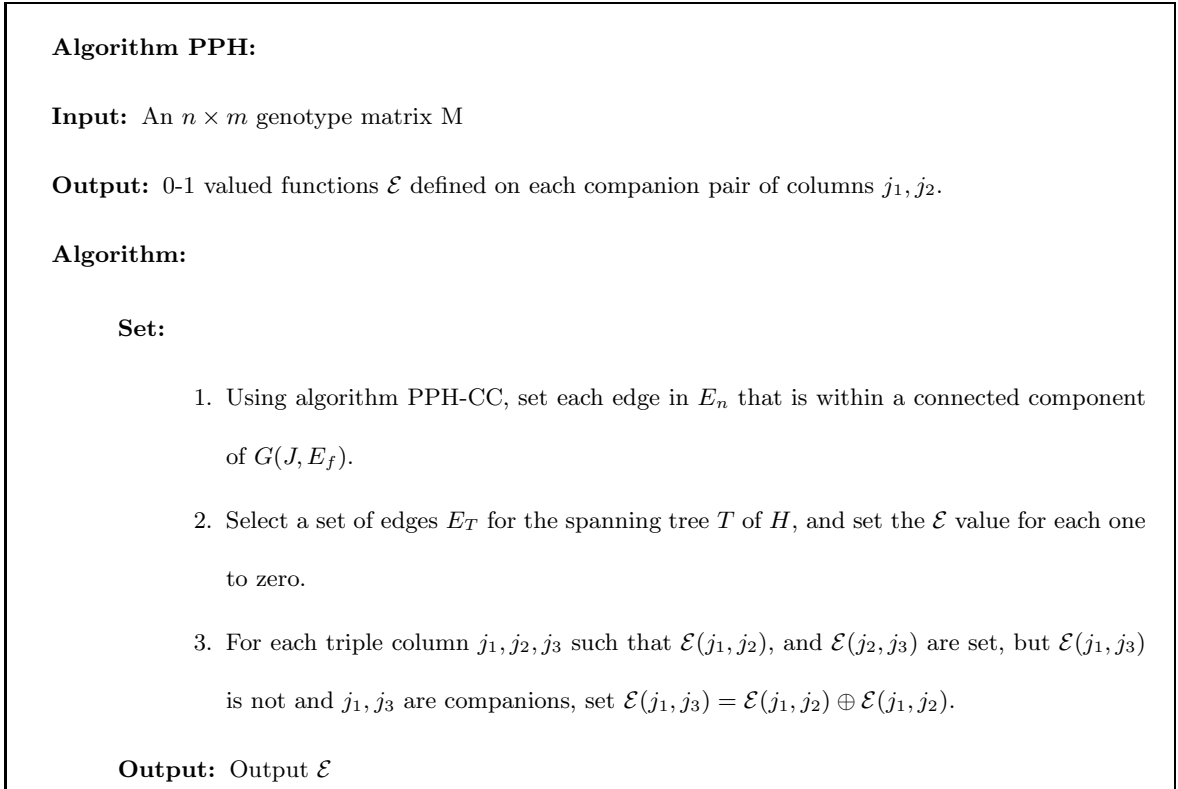 Algorithm PPH:
Input: An n × m genotype matrix M
Output: 0-1 valued functions ℰ defined on each companion pair of columns j₁, j₂.
Algorithm:
Set:
1. Using algorithm PPH-CC, set each edge in Eₙ that is within a connected component
of G(J, E_f).
2. Select a set of edges E_T for the spanning tree T of H, and set the ℰ value for each one
to zero.
3. For each triple column j₁, j₂, j₃ such that ℰ(j₁, j₂), and ℰ(j₂, j₃) are set, but ℰ(j₁, j₃)
is not and j₁, j₃ are companions, set ℰ(j₁, j₃) = ℰ(j₁, j₂) ⊕ ℰ(j₁, j₂).
Output: Output ℰ